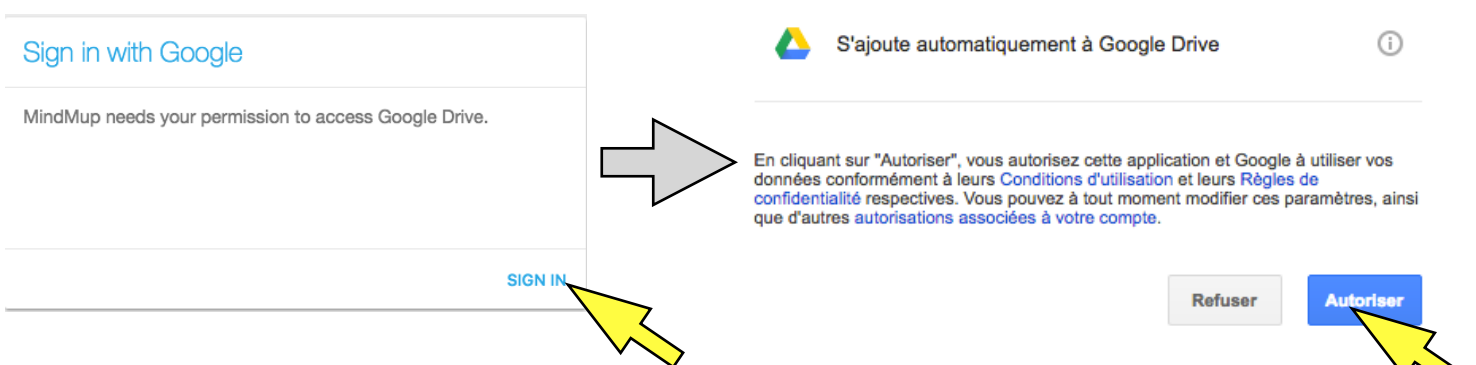 Sign in with Google
MindMup needs your permission to access Google Drive.
SIGN IN
S'ajoute automatiquement à Google Drive
En cliquant sur "Autoriser", vous autorisez cette application et Google à utiliser vos
données conformément à leurs Conditions d'utilisation et leurs Règles de
confidentialité respectives. Vous pouvez à tout moment modifier ces paramètres, ainsi
que d'autres autorisations associées à votre compte.
Refuser
Autoriser